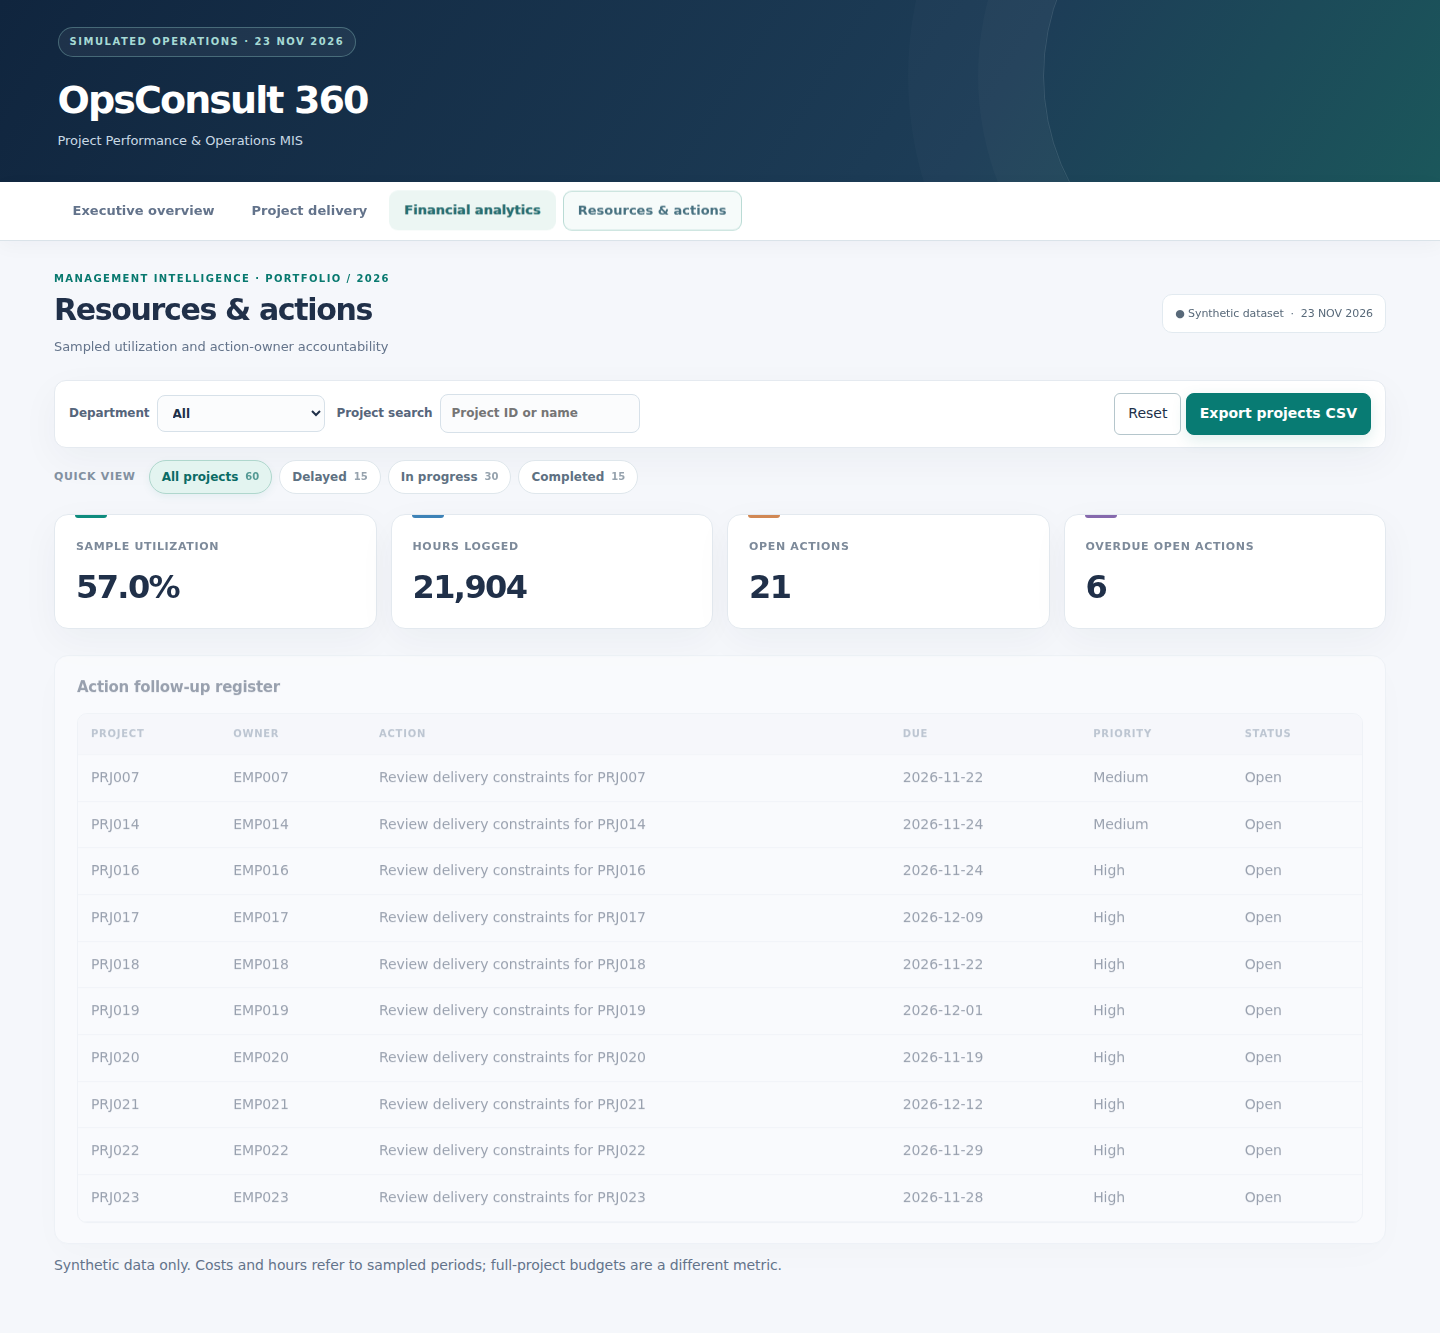 SIMULATED OPERATIONS · 23 NOV 2026
OpsConsult 360
Project Performance & Operations MIS
Executive overview Project delivery Financial analytics Resources & actions
MANAGEMENT INTELLIGENCE · PORTFOLIO / 2026
Resources & actions
● Synthetic dataset · 23 NOV 2026
Sampled utilization and action-owner accountability
Department All Project search Project ID or name Reset Export projects CSV
QUICK VIEW All projects 60 Delayed 15 In progress 30 Completed 15
SAMPLE UTILIZATION HOURS LOGGED OPEN ACTIONS OVERDUE OPEN ACTIONS
57.0% 21,904 21 6
Action follow-up register
PROJECT OWNER ACTION DUE PRIORITY STATUS
PRJ007 EMP007 Review delivery constraints for PRJ007 2026-11-22 Medium Open
PRJ014 EMP014 Review delivery constraints for PRJ014 2026-11-24 Medium Open
PRJ016 EMP016 Review delivery constraints for PRJ016 2026-11-24 High Open
PRJ017 EMP017 Review delivery constraints for PRJ017 2026-12-09 High Open
PRJ018 EMP018 Review delivery constraints for PRJ018 2026-11-22 High Open
PRJ019 EMP019 Review delivery constraints for PRJ019 2026-12-01 High Open
PRJ020 EMP020 Review delivery constraints for PRJ020 2026-11-19 High Open
PRJ021 EMP021 Review delivery constraints for PRJ021 2026-12-12 High Open
PRJ022 EMP022 Review delivery constraints for PRJ022 2026-11-29 High Open
PRJ023 EMP023 Review delivery constraints for PRJ023 2026-11-28 High Open
Synthetic data only. Costs and hours refer to sampled periods; full-project budgets are a different metric.